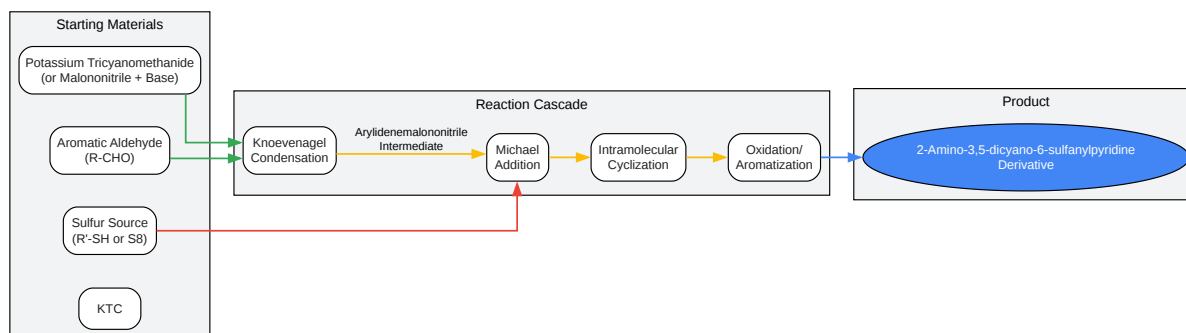 Starting Materials
Potassium Tricyanomethanide
(or Malononitrile + Base)
Aromatic Aldehyde
(R-CHO)
Sulfur Source
(R'-SH or S8)
KTC
Reaction Cascade
Knoevenagel
Condensation
Arylidenemalononitrile
Intermediate
Michael
Addition
Intramolecular
Cyclization
Oxidation/
Aromatization
Product
2-Amino-3,5-dicyano-6-sulfanylpyridine
Derivative